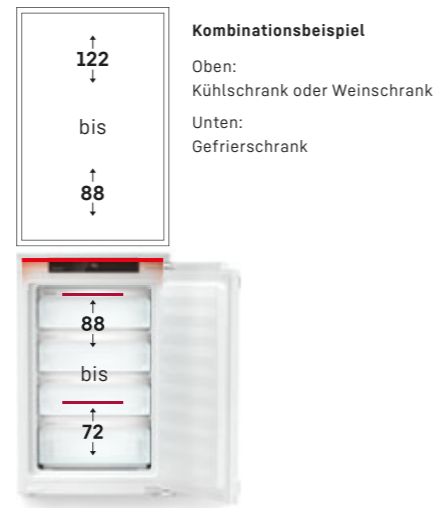 122
bis
88
Kombinationsbeispiel
Oben:
Kühlschrank oder Weinschrank
Unten:
Gefrierschrank
88
bis
72